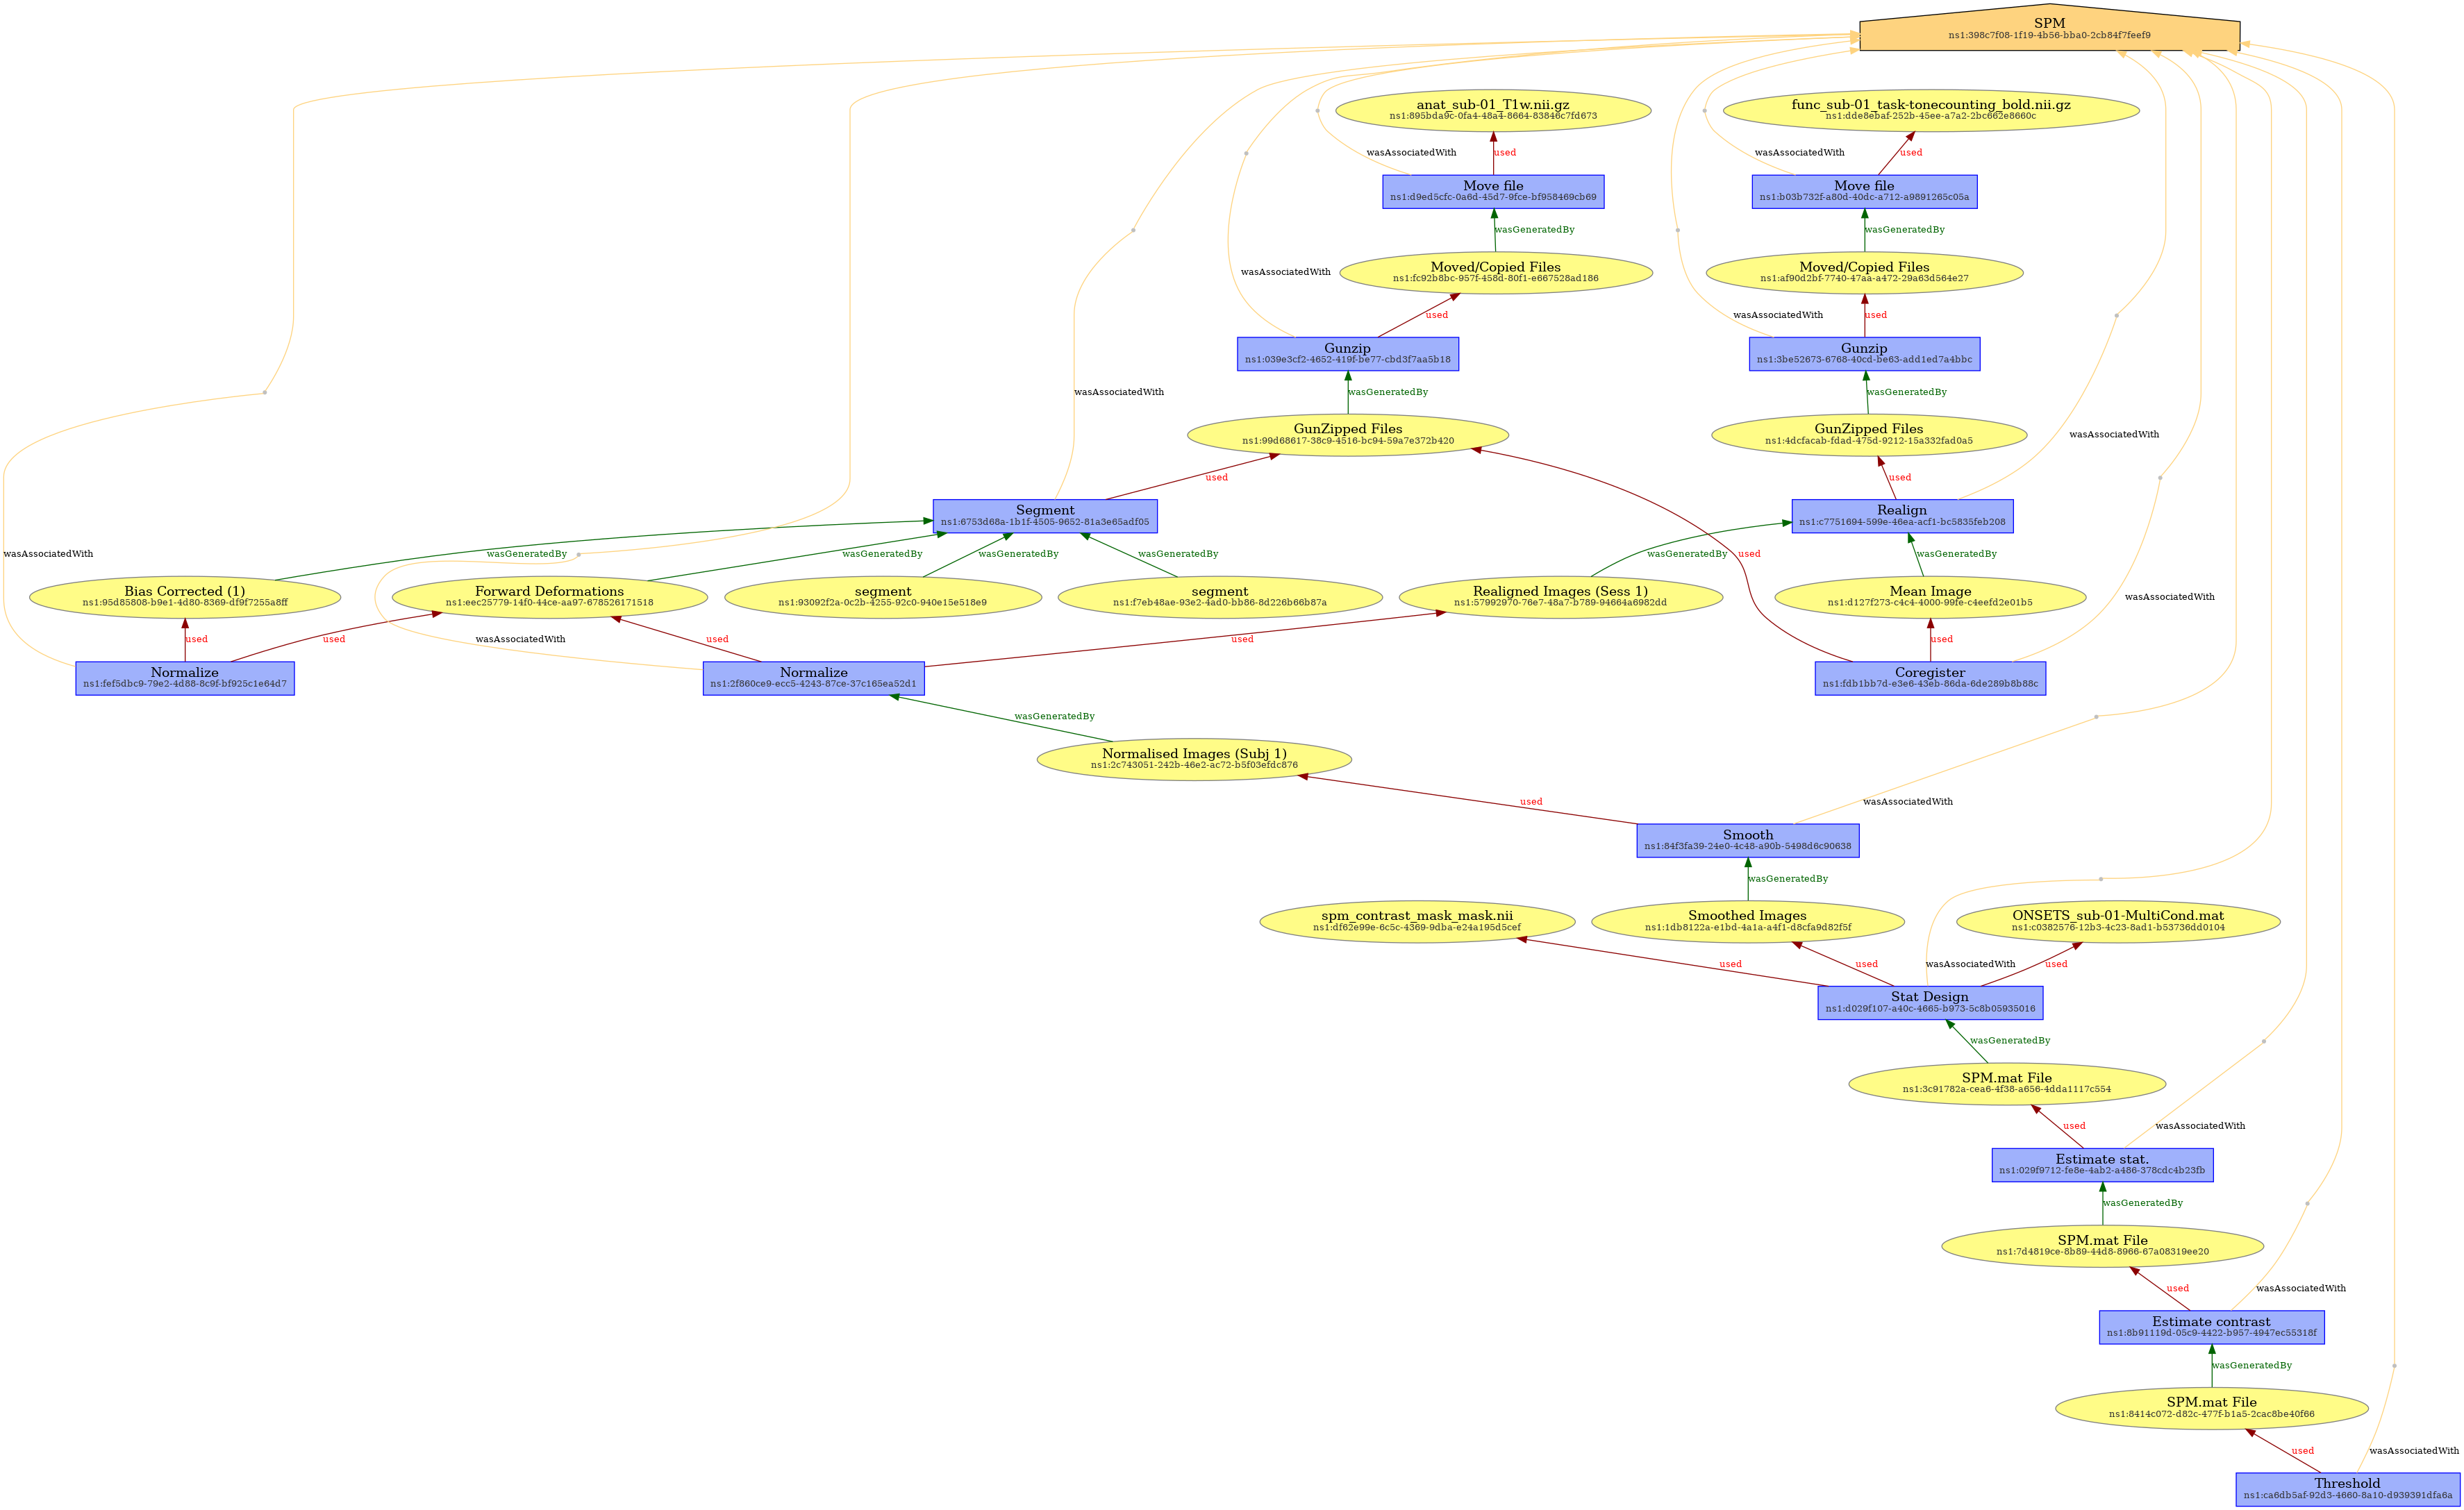 SPM
ns1:398c7f08-1f19-4b56-bba0-2cb84f7feef9
anat_sub-01_T1w.nii.gz
ns1:895bda9c-0fa4-48a4-8664-83846c7fd673
func_sub-01_task-tonecounting_bold.nii.gz
ns1:dde8ebaf-252b-45ee-a7a2-2bc662e8660c
wasAssociatedWith
used
wasAssociatedWith
used
Move file
ns1:d9ed5cfc-0a6d-45d7-9fce-bf958469cb69
Move file
ns1:b03b732f-a80d-40dc-a712-a9891265c05a
wasGeneratedBy
wasGeneratedBy
wasAssociatedWith
Moved/Copied Files
ns1:fc92b8bc-957f-458d-80f1-e667528ad186
Moved/Copied Files
ns1:af90d2bf-7740-47aa-a472-29a63d564e27
used
wasAssociatedWith
used
Gunzip
ns1:039e3cf2-4652-419f-be77-cbd3f7aa5b18
Gunzip
ns1:3be52673-6768-40cd-be63-add1ed7a4bbc
wasAssociatedWith
wasGeneratedBy
wasGeneratedBy
GunZipped Files
ns1:99d68617-38c9-4516-bc94-59a7e372b420
GunZipped Files
ns1:4dcfacab-fdad-475d-9212-15a332fad0a5
wasAssociatedWith
used
used
Segment
ns1:6753d68a-1b1f-4505-9652-81a3e65adf05
Realign
ns1:c7751694-599e-46ea-acf1-bc5835feb208
wasAssociatedWith
wasGeneratedBy
wasGeneratedBy
wasGeneratedBy
wasGeneratedBy
wasGeneratedBy
used
wasGeneratedBy
Bias Corrected (1)
ns1:95d85808-b9e1-4d80-8369-df9f7255a8ff
Forward Deformations
ns1:eec25779-14f0-44ce-aa97-678526171518
segment
ns1:93092f2a-0c2b-4255-92c0-940e15e518e9
segment
ns1:f7eb48ae-93e2-4ad0-bb86-8d226b66b87a
Realigned Images (Sess 1)
ns1:57992970-76e7-48a7-b789-94664a6982dd
Mean Image
ns1:d127f273-c4c4-4000-99fe-c4eefd2e01b5
wasAssociatedWith
used
used
wasAssociatedWith
used
used
used
Normalize
ns1:fef5dbc9-79e2-4d88-8c9f-bf925c1e64d7
Normalize
ns1:2f860ce9-ecc5-4243-87ce-37c165ea52d1
Coregister
ns1:fdb1bb7d-e3e6-43eb-86da-6de289b8b88c
wasGeneratedBy
Normalised Images (Subj 1)
ns1:2c743051-242b-46e2-ac72-b5f03efdc876
used
wasAssociatedWith
Smooth
ns1:84f3fa39-24e0-4c48-a90b-5498d6c90638
wasGeneratedBy
spm_contrast_mask_mask.nii
ns1:df62e99e-6c5c-4369-9dba-e24a195d5cef
Smoothed Images
ns1:1db8122a-e1bd-4a1a-a4f1-d8cfa9d82f5f
ONSETS_sub-01-MultiCond.mat
ns1:c0382576-12b3-4c23-8ad1-b53736dd0104
used
used
wasAssociatedWith
used
Stat Design
ns1:d029f107-a40c-4665-b973-5c8b05935016
wasGeneratedBy
SPM.mat File
ns1:3c91782a-cea6-4f38-a656-4dda1117c554
used
wasAssociatedWith
Estimate stat.
ns1:029f9712-fe8e-4ab2-a486-378cdc4b23fb
wasGeneratedBy
SPM.mat File
ns1:7d4819ce-8b89-44d8-8966-67a08319ee20
used
wasAssociatedWith
Estimate contrast
ns1:8b91119d-05c9-4422-b957-4947ec55318f
wasGeneratedBy
SPM.mat File
ns1:8414c072-d82c-477f-b1a5-2cac8be40f66
used
wasAssociatedWith
Threshold
ns1:ca6db5af-92d3-4660-8a10-d939391dfa6a